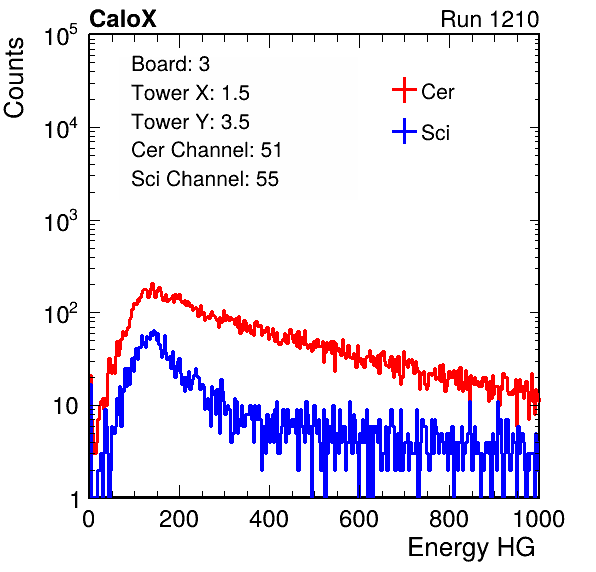 CaloX Run 1210
Counts
10^5
10^4
10^3
10^2
10
1
Board: 3
Tower X: 1.5
Tower Y: 3.5
Cer Channel: 51
Sci Channel: 55
Cer
Sci
0 200 400 600 800 1000
Energy HG